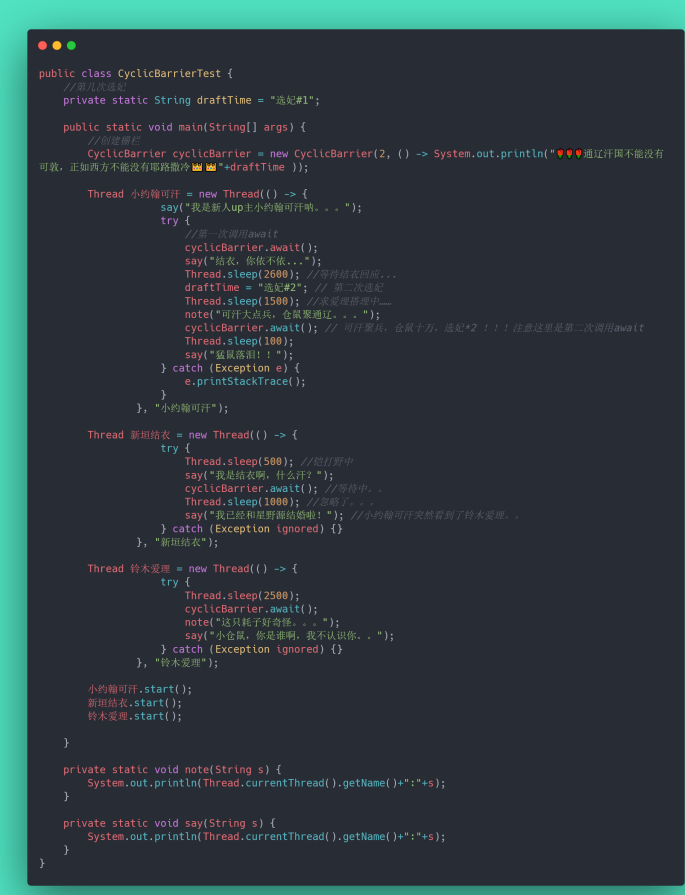 public class CyclicBarrierTest {
    //第几次选妃
    private static String draftTime = "选妃#1";

    public static void main(String[] args) {
        //创建栅栏
        CyclicBarrier cyclicBarrier = new CyclicBarrier(2, () -> System.out.println("🌹🌹🌹通辽汗国不能没有
可敦，正如西方不能没有耶路撒冷👑👑"+draftTime ));

        Thread 小约翰可汗 = new Thread(() -> {
                    say("我是新人up主小约翰可汗呐。。。");
                    try {
                        //第一次调用await
                        cyclicBarrier.await();
                        say("结衣，你依不依...");
                        Thread.sleep(2600); //等待结衣回应...
                        draftTime = "选妃#2"; // 第二次选妃
                        Thread.sleep(1500); //求爱理搭理中……
                        note("可汗大点兵，仓鼠聚通辽。。。");
                        cyclicBarrier.await(); // 可汗聚兵，仓鼠十万，选妃*2 ！！！注意这里是第二次调用await
                        Thread.sleep(100);
                        say("猛鼠落泪！！");
                    } catch (Exception e) {
                        e.printStackTrace();
                    }
                }, "小约翰可汗");

        Thread 新垣结衣 = new Thread(() -> {
                    try {
                        Thread.sleep(500); //铠打野中
                        say("我是结衣啊，什么汗？");
                        cyclicBarrier.await(); //等待中。。
                        Thread.sleep(1000); //忽略了。。。
                        say("我已经和星野源结婚啦！"); //小约翰可汗突然看到了铃木爱理。。
                    } catch (Exception ignored) {}
                }, "新垣结衣");

        Thread 铃木爱理 = new Thread(() -> {
                    try {
                        Thread.sleep(2500);
                        cyclicBarrier.await();
                        note("这只耗子好奇怪。。。");
                        say("小仓鼠，你是谁啊，我不认识你。。");
                    } catch (Exception ignored) {}
                }, "铃木爱理");

        小约翰可汗.start();
        新垣结衣.start();
        铃木爱理.start();

    }

    private static void note(String s) {
        System.out.println(Thread.currentThread().getName()+":"+s);
    }

    private static void say(String s) {
        System.out.println(Thread.currentThread().getName()+":"+s);
    }
}